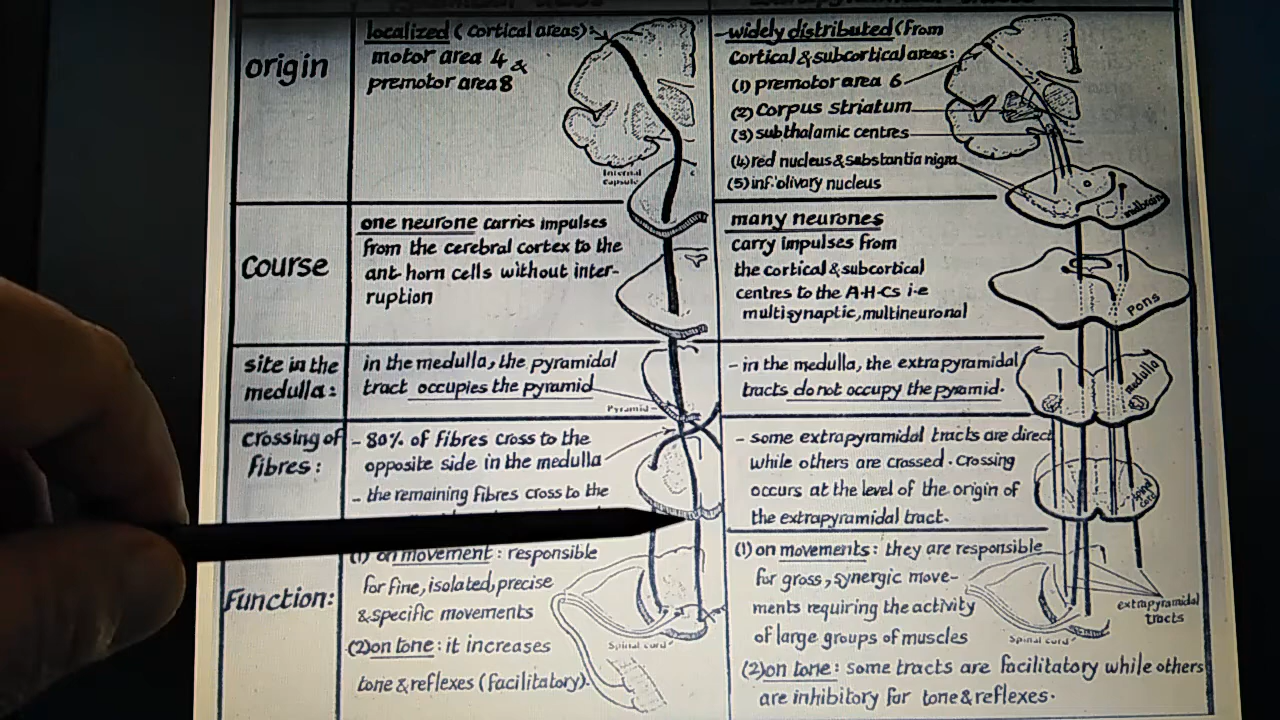 origin
localized (cortical areas):
motor area 4 &
premotor area 8
Internal
capsule
widely distributed (from
cortical & subcortical areas:
(1) premotor area 6
(2) corpus striatum
(3) subthalamic centres
(4) red nucleus & substantia nigra
(5) inf. olivary nucleus
midbrain
Course
one neurone carries impulses
from the cerebral cortex to the
ant. horn cells without inter-
ruption
many neurones
carry impulses from
the cortical & subcortical
centres to the A.H.Cs i.e
multisynaptic, multineuronal
Pons
site in the
medulla:
in the medulla, the pyramidal
tract occupies the pyramid
Pyramid
- in the medulla, the extrapyramidal
tracts do not occupy the pyramid.
medulla
crossing of
fibres:
- 80% of fibres cross to the
opposite side in the medulla
- the remaining fibres cross to the
- some extrapyramidal tracts are direct
while others are crossed. Crossing
occurs at the level of the origin of
the extrapyramidal tract.
spinal
cord
Function:
(1) on movement: responsible
for fine, isolated, precise
& specific movements
(2) on tone: it increases
tone & reflexes (facilitatory).
Spinal cord
(1) on movements: they are responsible
for gross, synergic move-
ments requiring the activity
of large groups of muscles
(2) on tone: some tracts are facilitatory while others
are inhibitory for tone & reflexes.
Spinal cord
extrapyramidal
tracts